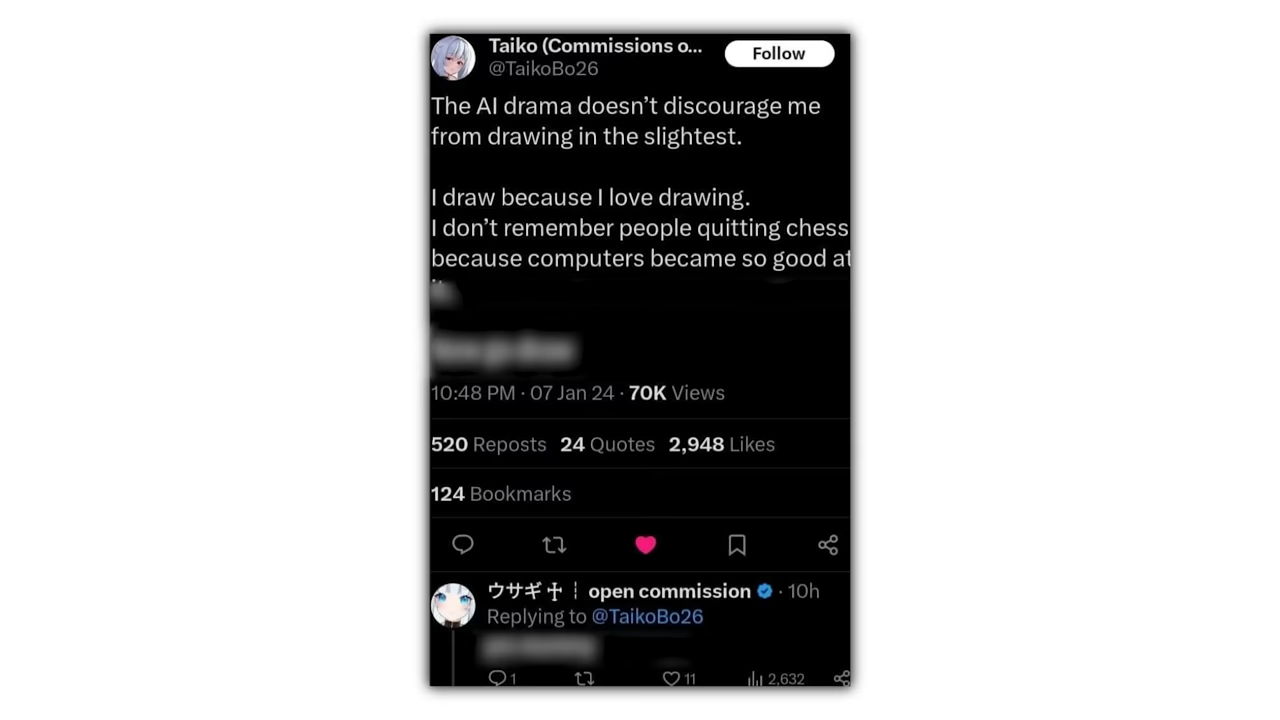 Taiko (Commissions o...
Follow
@TaikoBo26
The AI drama doesn’t discourage me
from drawing in the slightest.
I draw because I love drawing.
I don’t remember people quitting chess
because computers became so good at
10:48 PM · 07 Jan 24 · 70K Views
520 Reposts 24 Quotes 2,948 Likes
124 Bookmarks
ウサギ☩ ┆ open commission · 10h
Replying to @TaikoBo26
1 11 2,632